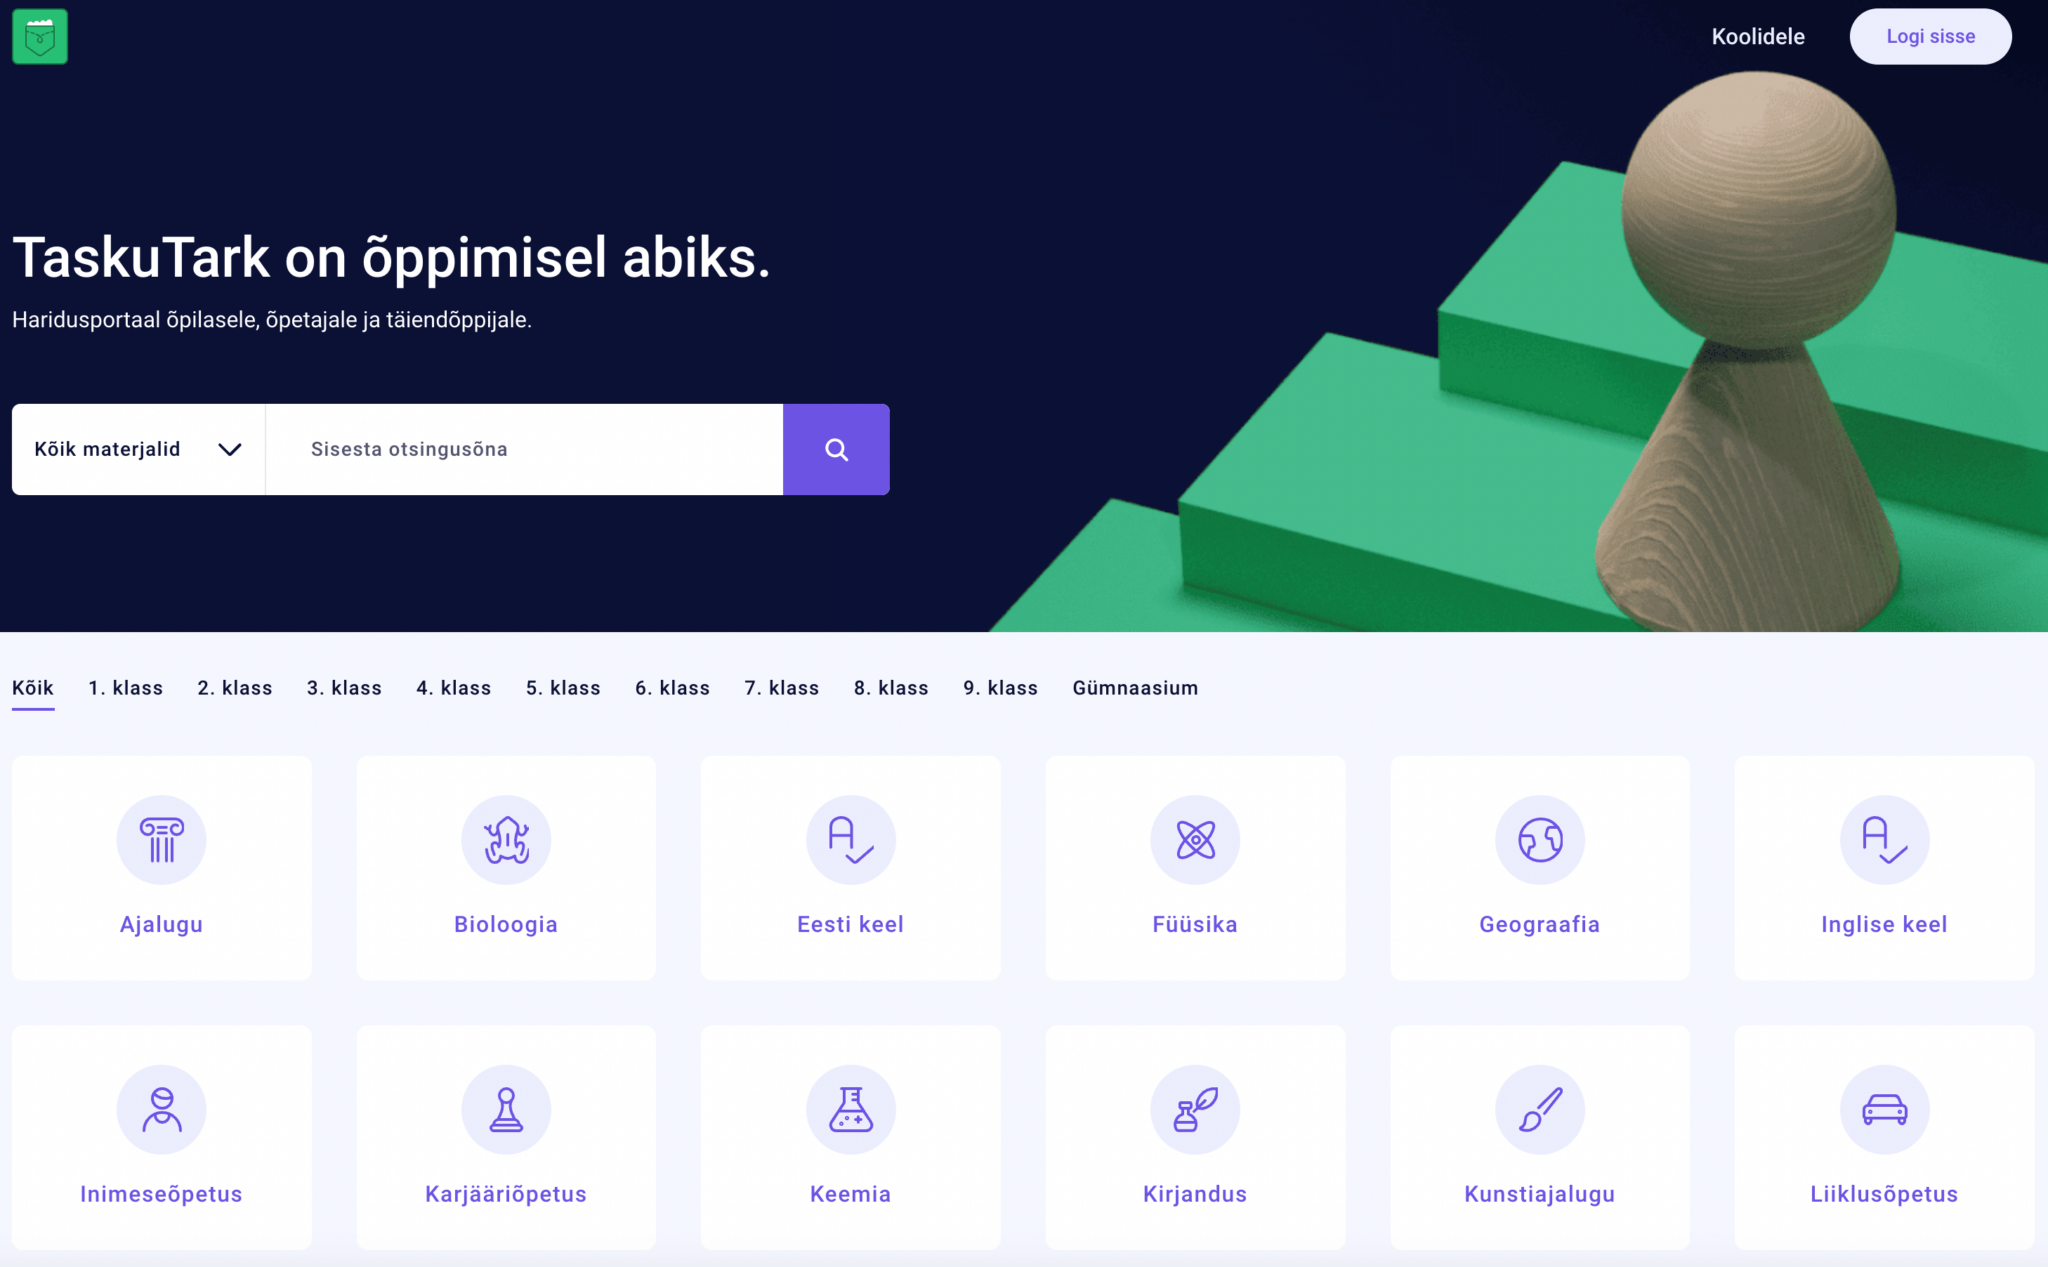 Koolidele
Logi sisse
TaskuTark on õppimisel abiks.
Haridusportaal õpilasele, õpetajale ja täiendõppijale.
Kõik materjalid
Sisesta otsingusõna
Kõik 1. klass 2. klass 3. klass 4. klass 5. klass 6. klass 7. klass 8. klass 9. klass Gümnaasium
Ajalugu
Bioloogia
Eesti keel
Füüsika
Geograafia
Inglise keel
Inimeseõpetus
Karjääriõpetus
Keemia
Kirjandus
Kunstiajalugu
Liiklusõpetus